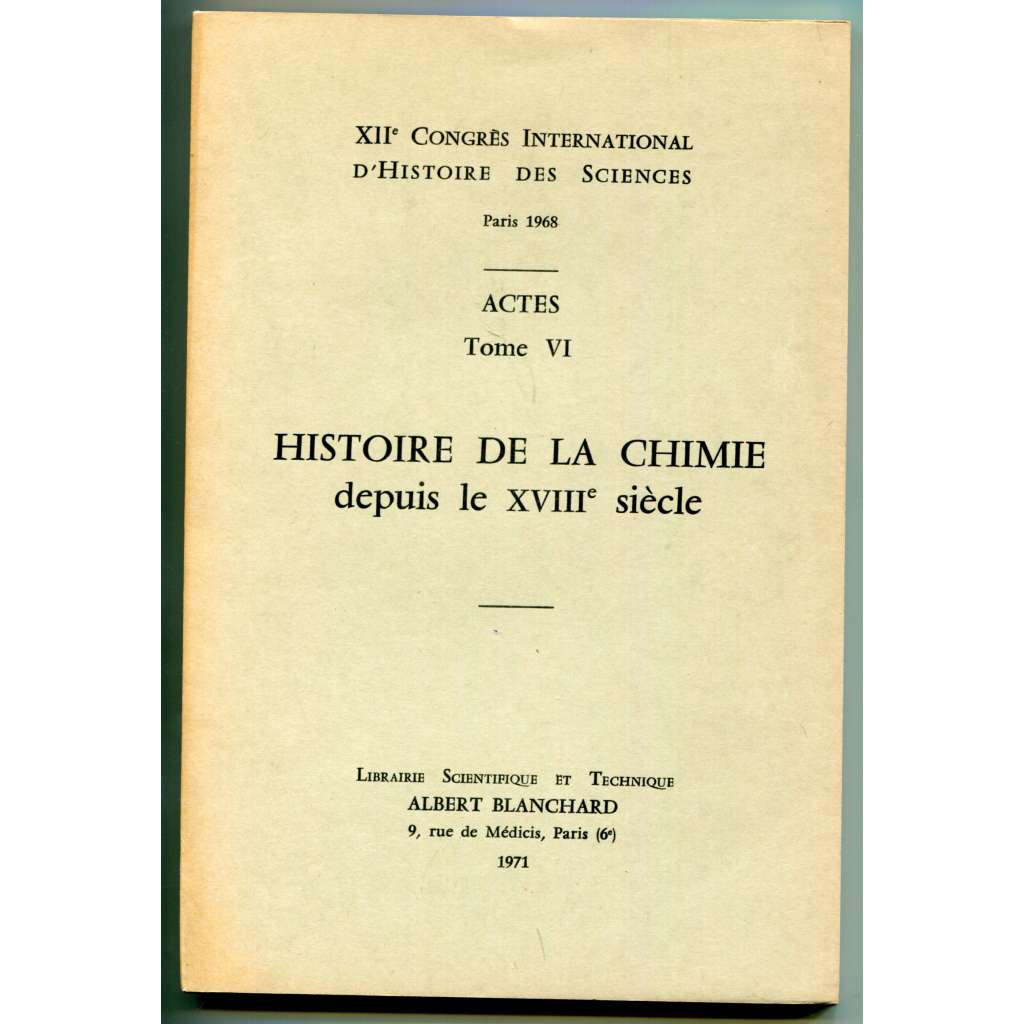 XIIe Congrès International
d'Histoire des Sciences
Paris 1968
ACTES
Tome VI
HISTOIRE DE LA CHIMIE
depuis le XVIIIe siècle
Librairie Scientifique et Technique
ALBERT BLANCHARD
9, rue de Médicis, Paris (6e)
1971